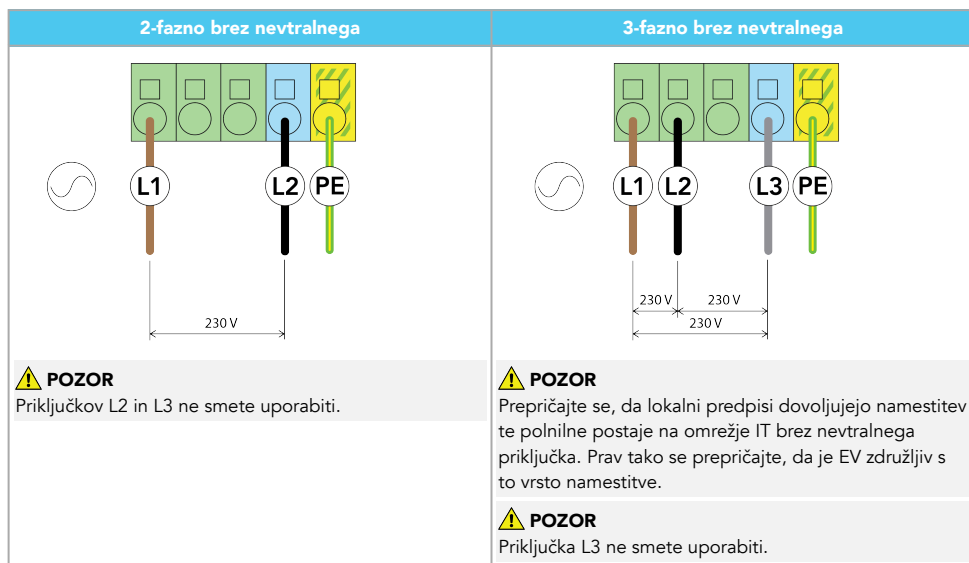 2-fazno brez nevtralnega
L1
L2
PE
230 V
POZOR
Priključkov L2 in L3 ne smete uporabiti.
3-fazno brez nevtralnega
L1
L2
L3
PE
230 V
230 V
230 V
POZOR
Prepričajte se, da lokalni predpisi dovoljujejo namestitev
te polnilne postaje na omrežje IT brez nevtralnega
priključka. Prav tako se prepričajte, da je EV združljiv s
to vrsto namestitve.
POZOR
Priključka L3 ne smete uporabiti.